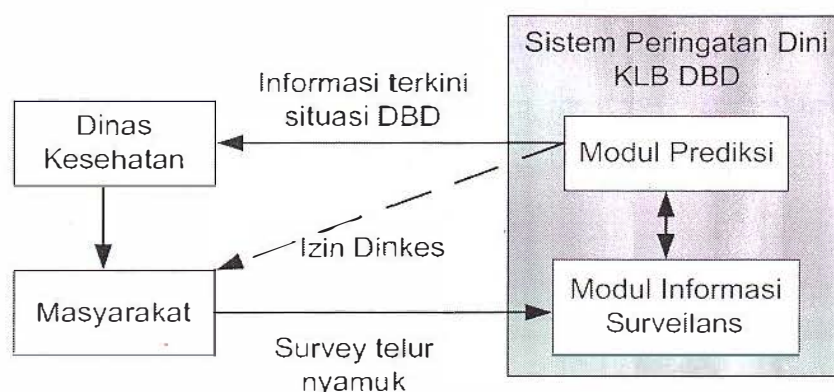 Sistem Peringatan Dini
KLB DBD
Informasi terkini
situasi DBD
Dinas
Kesehatan
Modul Prediksi
Izin Dinkes
Masyarakat
Modul Informasi
Surveilans
Survey telur
nyamuk